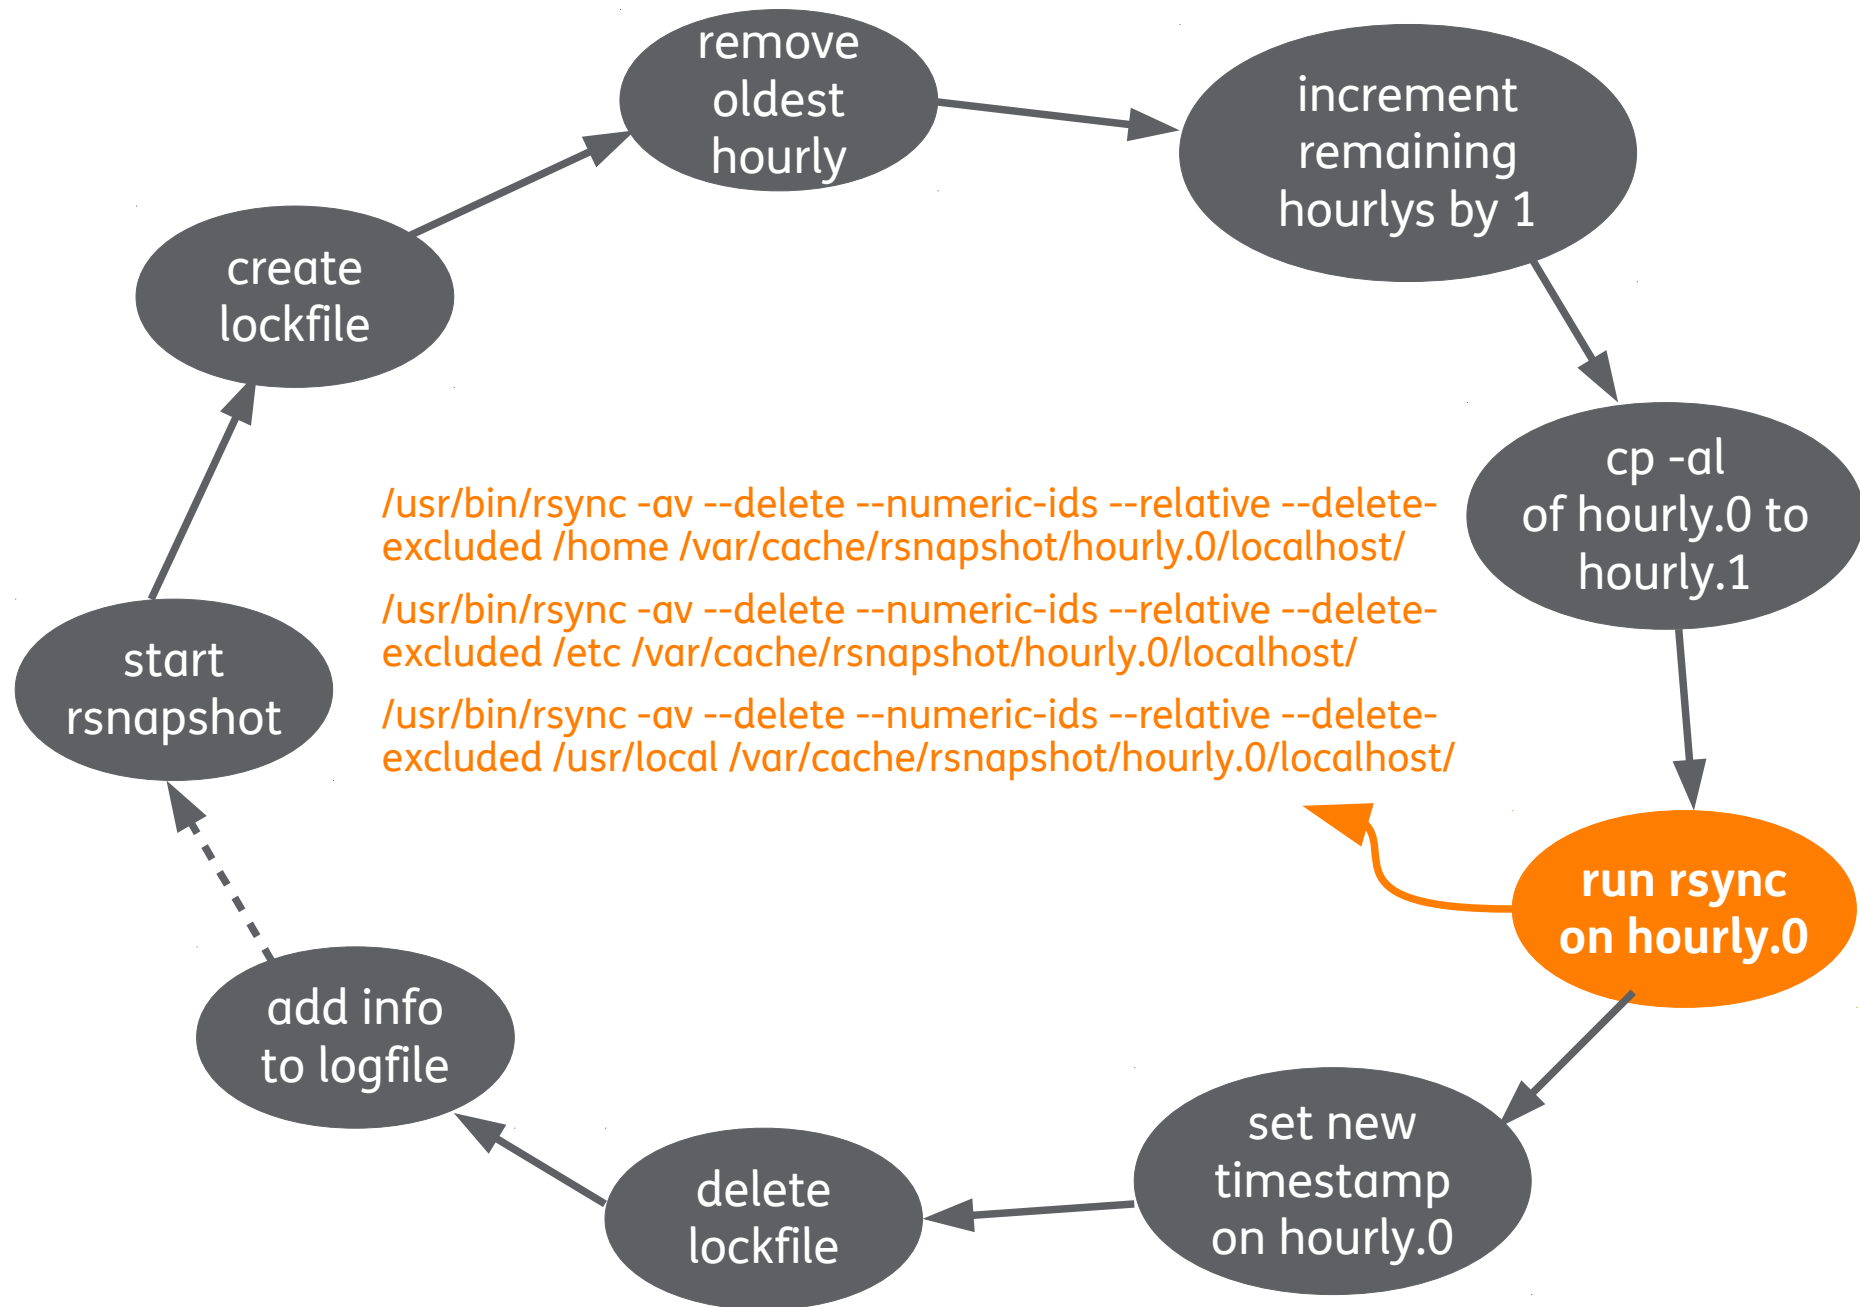 remove
oldest
hourly
increment
remaining
hourlys by 1
create
lockfile
cp -al
of hourly.0 to
hourly.1
/usr/bin/rsync -av --delete --numeric-ids --relative --delete-
excluded /home /var/cache/rsnapshot/hourly.0/localhost/
/usr/bin/rsync -av --delete --numeric-ids --relative --delete-
excluded /etc /var/cache/rsnapshot/hourly.0/localhost/
/usr/bin/rsync -av --delete --numeric-ids --relative --delete-
excluded /usr/local /var/cache/rsnapshot/hourly.0/localhost/
start
rsnapshot
run rsync
on hourly.0
add info
to logfile
set new
timestamp
on hourly.0
delete
lockfile